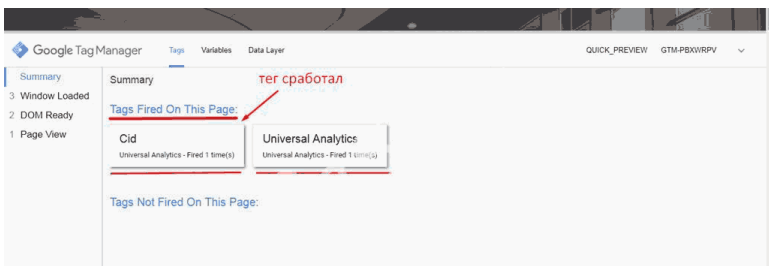 Google Tag Manager
Tags Variables Data Layer
QUICK_PREVIEW GTM-PBXWRPV
Summary
3 Window Loaded
2 DOM Ready
1 Page View
Summary
тег сработал
Tags Fired On This Page:
Cid
Universal Analytics - Fired 1 time(s)
Universal Analytics
Universal Analytics - Fired 1 time(s)
Tags Not Fired On This Page: